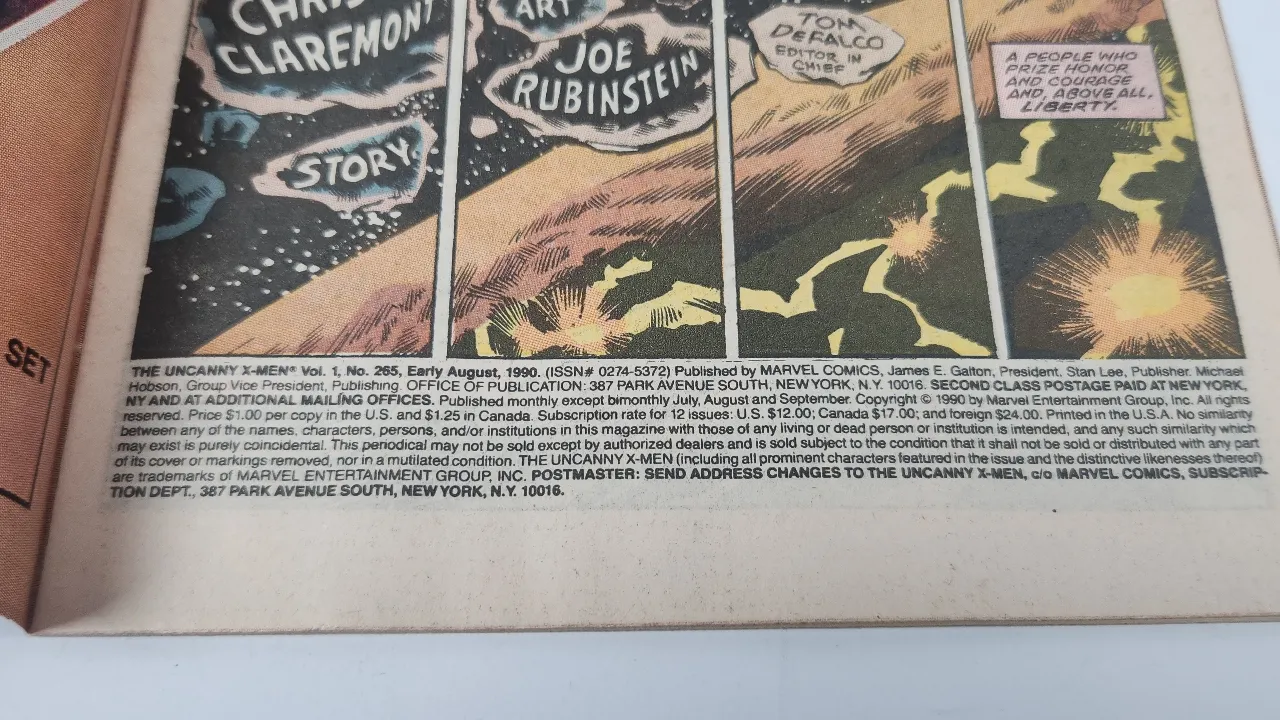 CHRIS
CLAREMONT
STORY
ART
JOE
RUBINSTEIN
TOM
DEFALCO
EDITOR IN
CHIEF
A PEOPLE WHO
PRIZE HONOR
AND COURAGE
AND, ABOVE ALL,
LIBERTY.
SET
THE UNCANNY X-MEN® Vol. 1, No. 265, Early August, 1990. (ISSN# 0274-5372) Published by MARVEL COMICS, James E. Galton, President. Stan Lee, Publisher. Michael
Hobson, Group Vice President, Publishing. OFFICE OF PUBLICATION: 387 PARK AVENUE SOUTH, NEW YORK, N.Y. 10016. SECOND CLASS POSTAGE PAID AT NEW YORK,
NY AND AT ADDITIONAL MAILING OFFICES. Published monthly except bimonthly July, August and September. Copyright © 1990 by Marvel Entertainment Group, Inc. All rights
reserved. Price $1.00 per copy in the U.S. and $1.25 in Canada. Subscription rate for 12 issues: U.S. $12.00; Canada $17.00; and foreign $24.00. Printed in the U.S.A. No similarity
between any of the names, characters, persons, and/or institutions in this magazine with those of any living or dead person or institution is intended, and any such similarity which
may exist is purely coincidental. This periodical may not be sold except by authorized dealers and is sold subject to the condition that it shall not be sold or distributed with any part
of its cover or markings removed, nor in a mutilated condition. THE UNCANNY X-MEN (including all prominent characters featured in the issue and the distinctive likenesses thereof)
are trademarks of MARVEL ENTERTAINMENT GROUP, INC. POSTMASTER: SEND ADDRESS CHANGES TO THE UNCANNY X-MEN, c/o MARVEL COMICS, SUBSCRIP-
TION DEPT., 387 PARK AVENUE SOUTH, NEW YORK, N.Y. 10016.